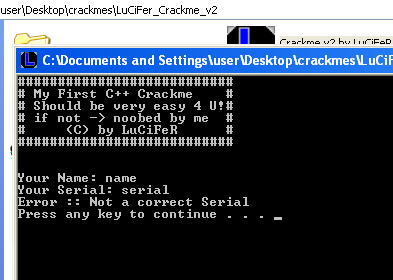 user\Desktop\crackmes\LuCiFer_Crackme_v2
Crackme v2 by LuCiFeR
C:\Documents and Settings\user\Desktop\crackmes\LuCiF
############################
# My First C++ Crackme #
# Should be very easy 4 U!#
# if not -> noobed by me #
# (C) by LuCiFeR #
############################
Your Name: name
Your Serial: serial
Error :: Not a correct Serial
Press any key to continue . . . _